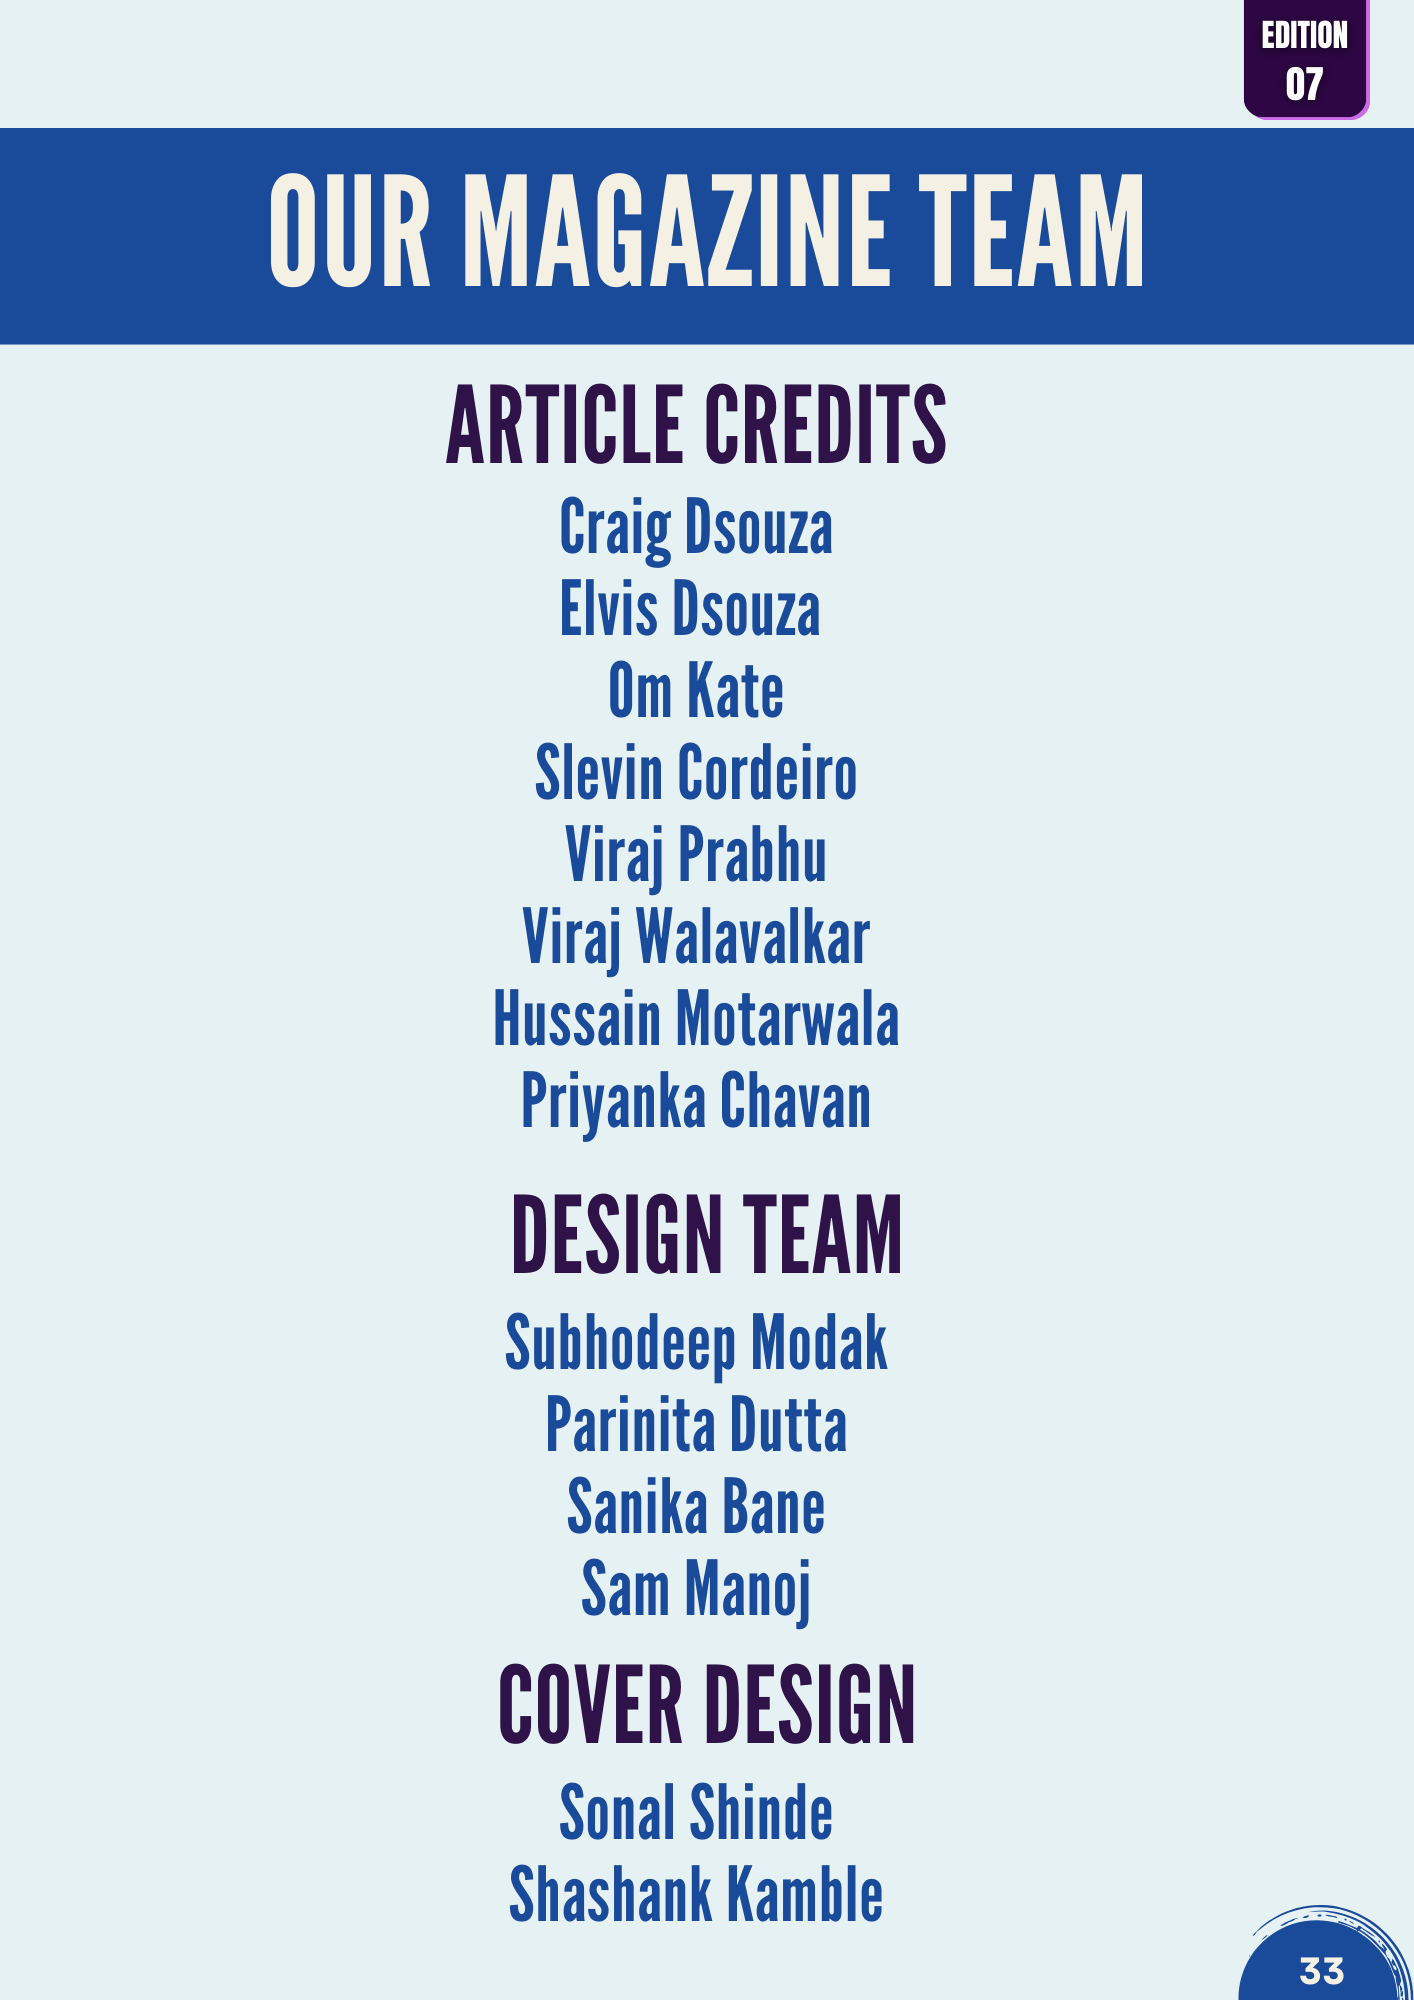 EDITION
07
OUR MAGAZINE TEAM
ARTICLE CREDITS
Craig Dsouza
Elvis Dsouza
Om Kate
Slevin Cordeiro
Viraj Prabhu
Viraj Walavalkar
Hussain Motarwala
Priyanka Chavan
DESIGN TEAM
Subhodeep Modak
Parinita Dutta
Sanika Bane
Sam Manoj
COVER DESIGN
Sonal Shinde
Shashank Kamble
33